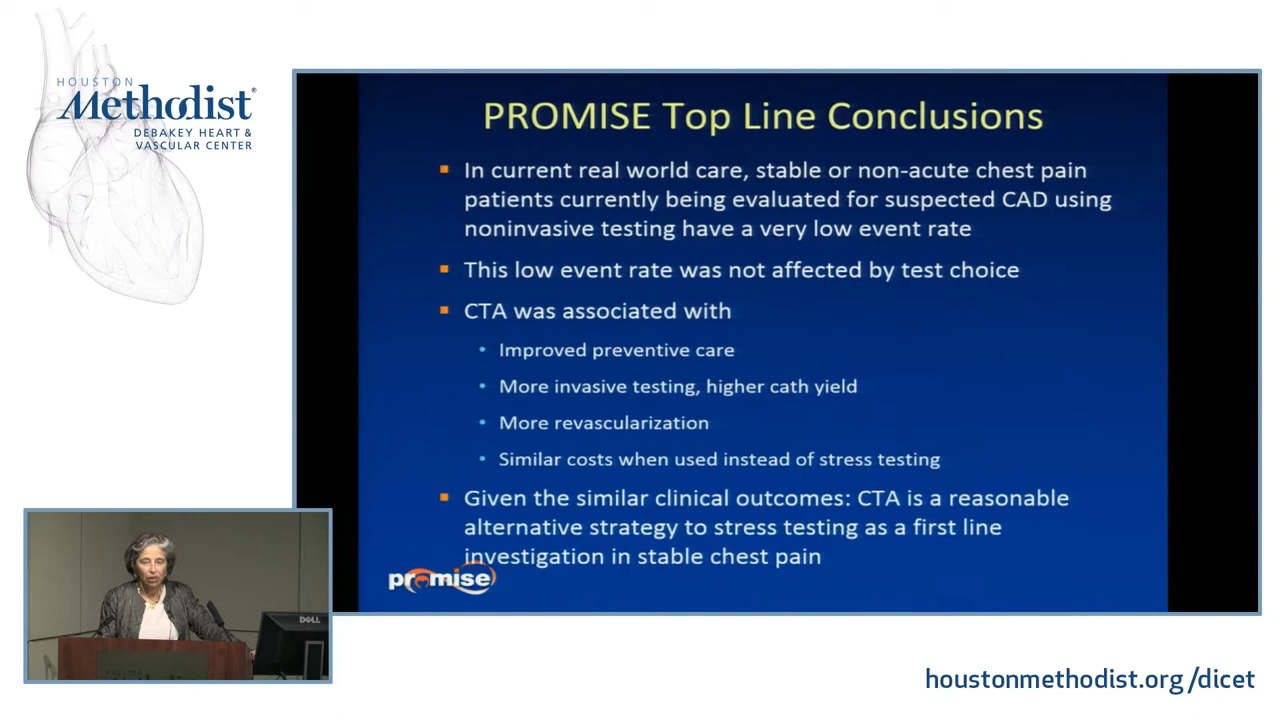 HOUSTON
Methodist®
DEBAKEY HEART &
VASCULAR CENTER
PROMISE Top Line Conclusions
In current real world care, stable or non-acute chest pain
patients currently being evaluated for suspected CAD using
noninvasive testing have a very low event rate
This low event rate was not affected by test choice
CTA was associated with
Improved preventive care
More invasive testing, higher cath yield
More revascularization
Similar costs when used instead of stress testing
Given the similar clinical outcomes: CTA is a reasonable
alternative strategy to stress testing as a first line
investigation in stable chest pain
promise
DELL
houstonmethodist.org/dicet